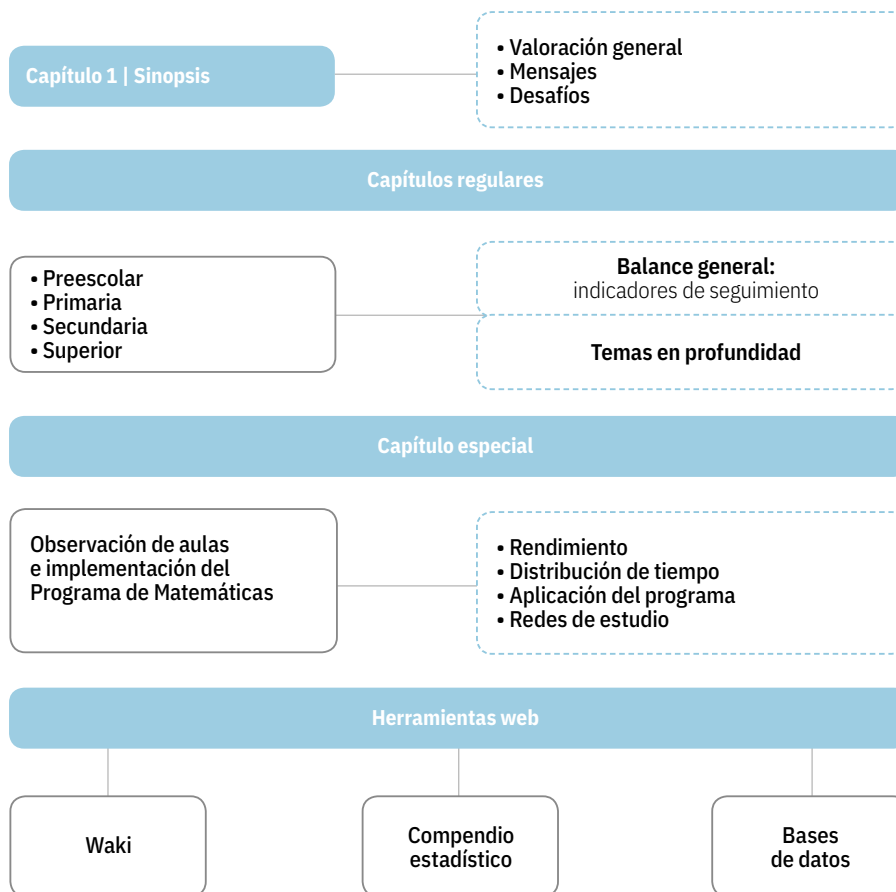 Capítulo 1 | Sinopsis
• Valoración general
• Mensajes
• Desafíos
Capítulos regulares
• Preescolar
• Primaria
• Secundaria
• Superior
Balance general:
indicadores de seguimiento
Temas en profundidad
Capítulo especial
Observación de aulas
e implementación del
Programa de Matemáticas
• Rendimiento
• Distribución de tiempo
• Aplicación del programa
• Redes de estudio
Herramientas web
Waki
Compendio
estadístico
Bases
de datos